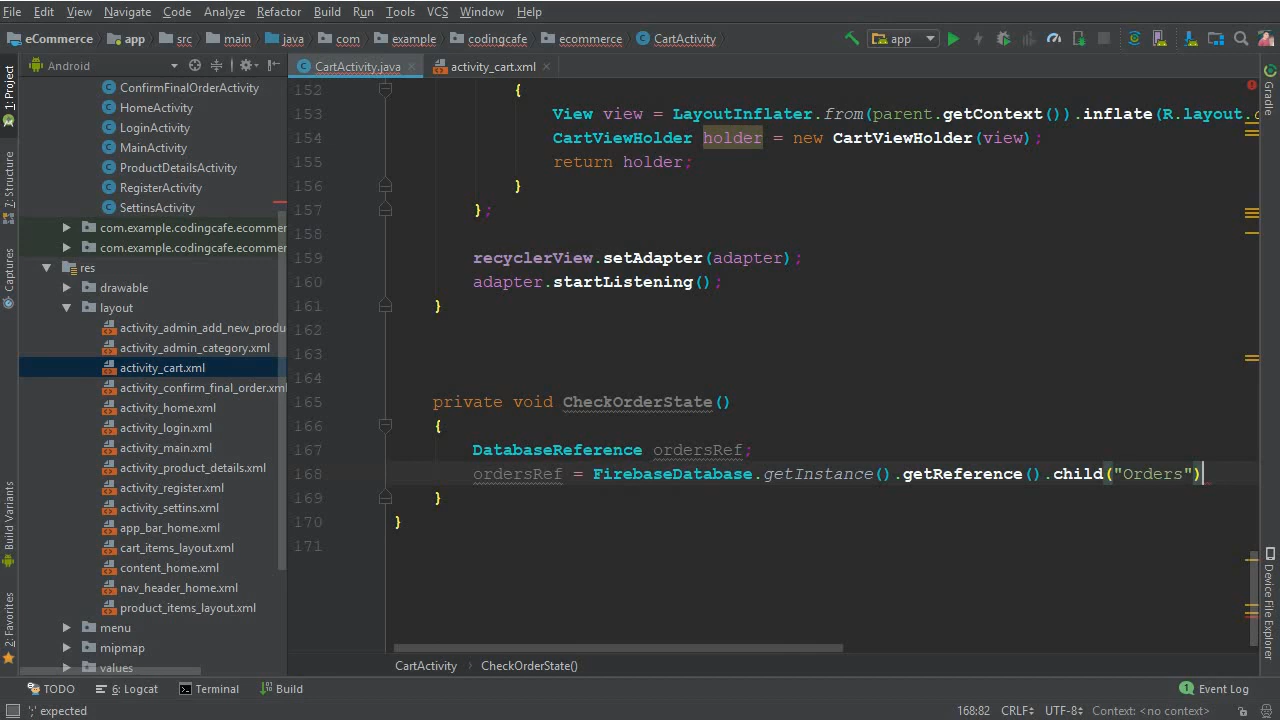 File Edit View Navigate Code Analyze Refactor Build Run Tools VCS Window Help
eCommerce app src main java com example codingcafe ecommerce CartActivity app
Android CartActivity.java activity_cart.xml
1: Project
7: Structure
Captures
Build Variants
2: Favorites
ConfirmFinalOrderActivity
HomeActivity
LoginActivity
MainActivity
ProductDetailsActivity
RegisterActivity
SettinsActivity
com.example.codingcafe.ecommer
com.example.codingcafe.ecommer
res
drawable
layout
activity_admin_add_new_produ
activity_admin_category.xml
activity_cart.xml
activity_confirm_final_order.xml
activity_home.xml
activity_login.xml
activity_main.xml
activity_product_details.xml
activity_register.xml
activity_settins.xml
app_bar_home.xml
cart_items_layout.xml
content_home.xml
nav_header_home.xml
product_items_layout.xml
menu
mipmap
values
152 {
153 View view = LayoutInflater.from(parent.getContext()).inflate(R.layout.
154 CartViewHolder holder = new CartViewHolder(view);
155 return holder;
156 }
157 };
158
159 recyclerView.setAdapter(adapter);
160 adapter.startListening();
161 }
162
163
164
165 private void CheckOrderState()
166 {
167 DatabaseReference ordersRef;
168 ordersRef = FirebaseDatabase.getInstance().getReference().child("Orders")
169 }
170 }
171
Gradle
Device File Explorer
CartActivity CheckOrderState()
TODO 6: Logcat Terminal Build Event Log
';' expected 168:82 CRLF UTF-8 Context: <no context>